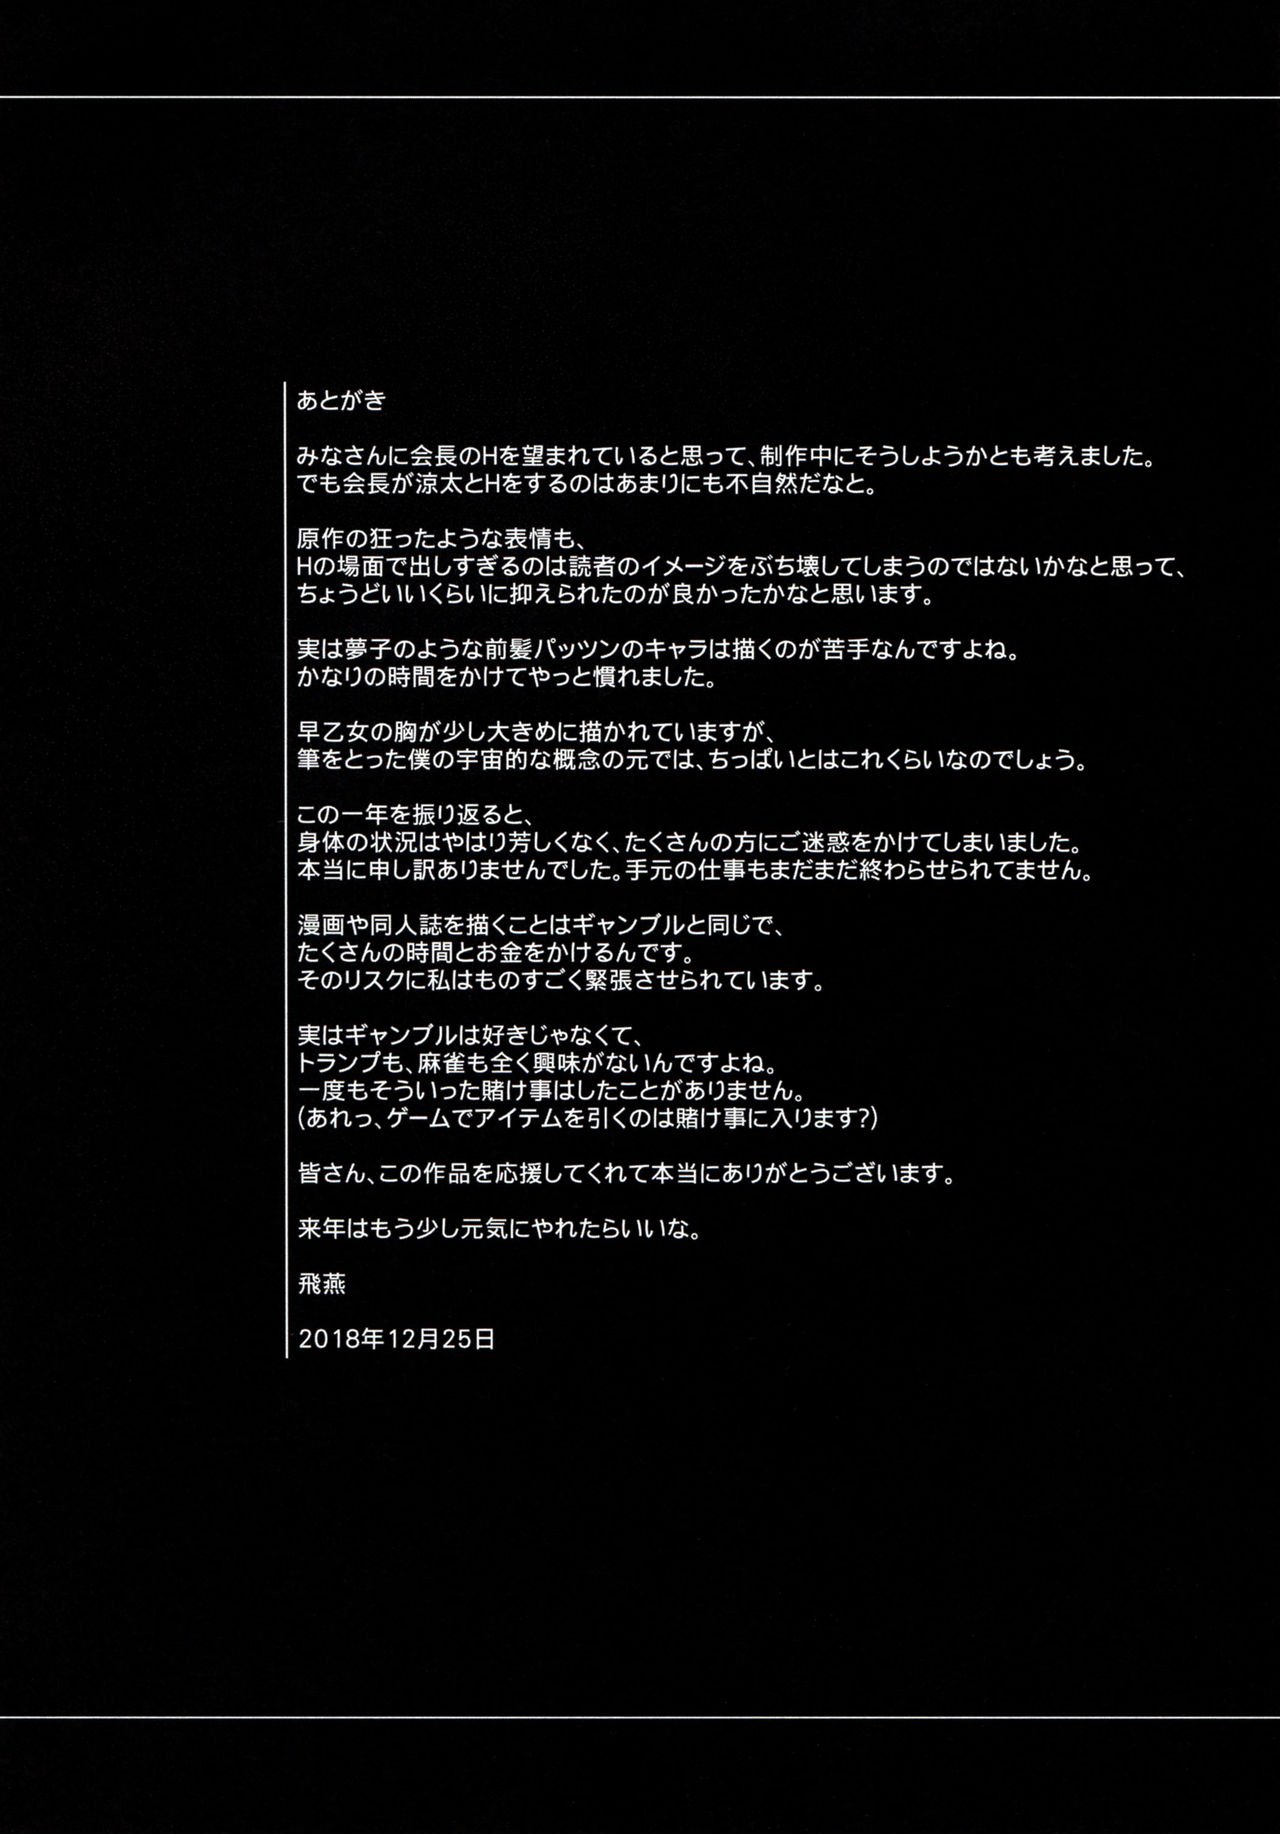 あとがき
みなさんに会長のHを望まれていると思って、制作中にそうしようかとも考えました。
でも会長が涼太とHをするのはあまりにも不自然だなと。
原作の狂ったような表情も、
Hの場面で出しすぎるのは読者のイメージをぶち壊してしまうのではないかなと思って、
ちょうどいいくらいに抑えられたのが良かったかなと思います。
実は夢子のような前髪パッツンのキャラは描くのが苦手なんですよね。
かなりの時間をかけてやっと慣れました。
早乙女の胸が少し大きめに描かれていますが、
筆をとった僕の宇宙的な概念の元では、ちっぱいとはこれくらいなのでしょう。
この一年を振り返ると、
身体の状況はやはり芳しくなく、たくさんの方にご迷惑をかけてしまいました。
本当に申し訳ありませんでした。手元の仕事もまだまだ終わらせられてません。
漫画や同人誌を描くことはギャンブルと同じで、
たくさんの時間とお金をかけるんです。
そのリスクに私はものすごく緊張させられています。
実はギャンブルは好きじゃなくて、
トランプも、麻雀も全く興味がないんですよね。
一度もそういった賭け事はしたことがありません。
(あれっ、ゲームでアイテムを引くのは賭け事に入ります?)
皆さん、この作品を応援してくれて本当にありがとうございます。
来年はもう少し元気にやれたらいいな。
飛燕
2018年12月25日